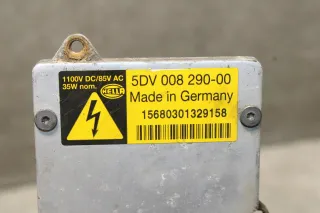 1100V DC/85V AC
35W nom.
HELLA
5DV 008 290-00
Made in Germany
15680301329158